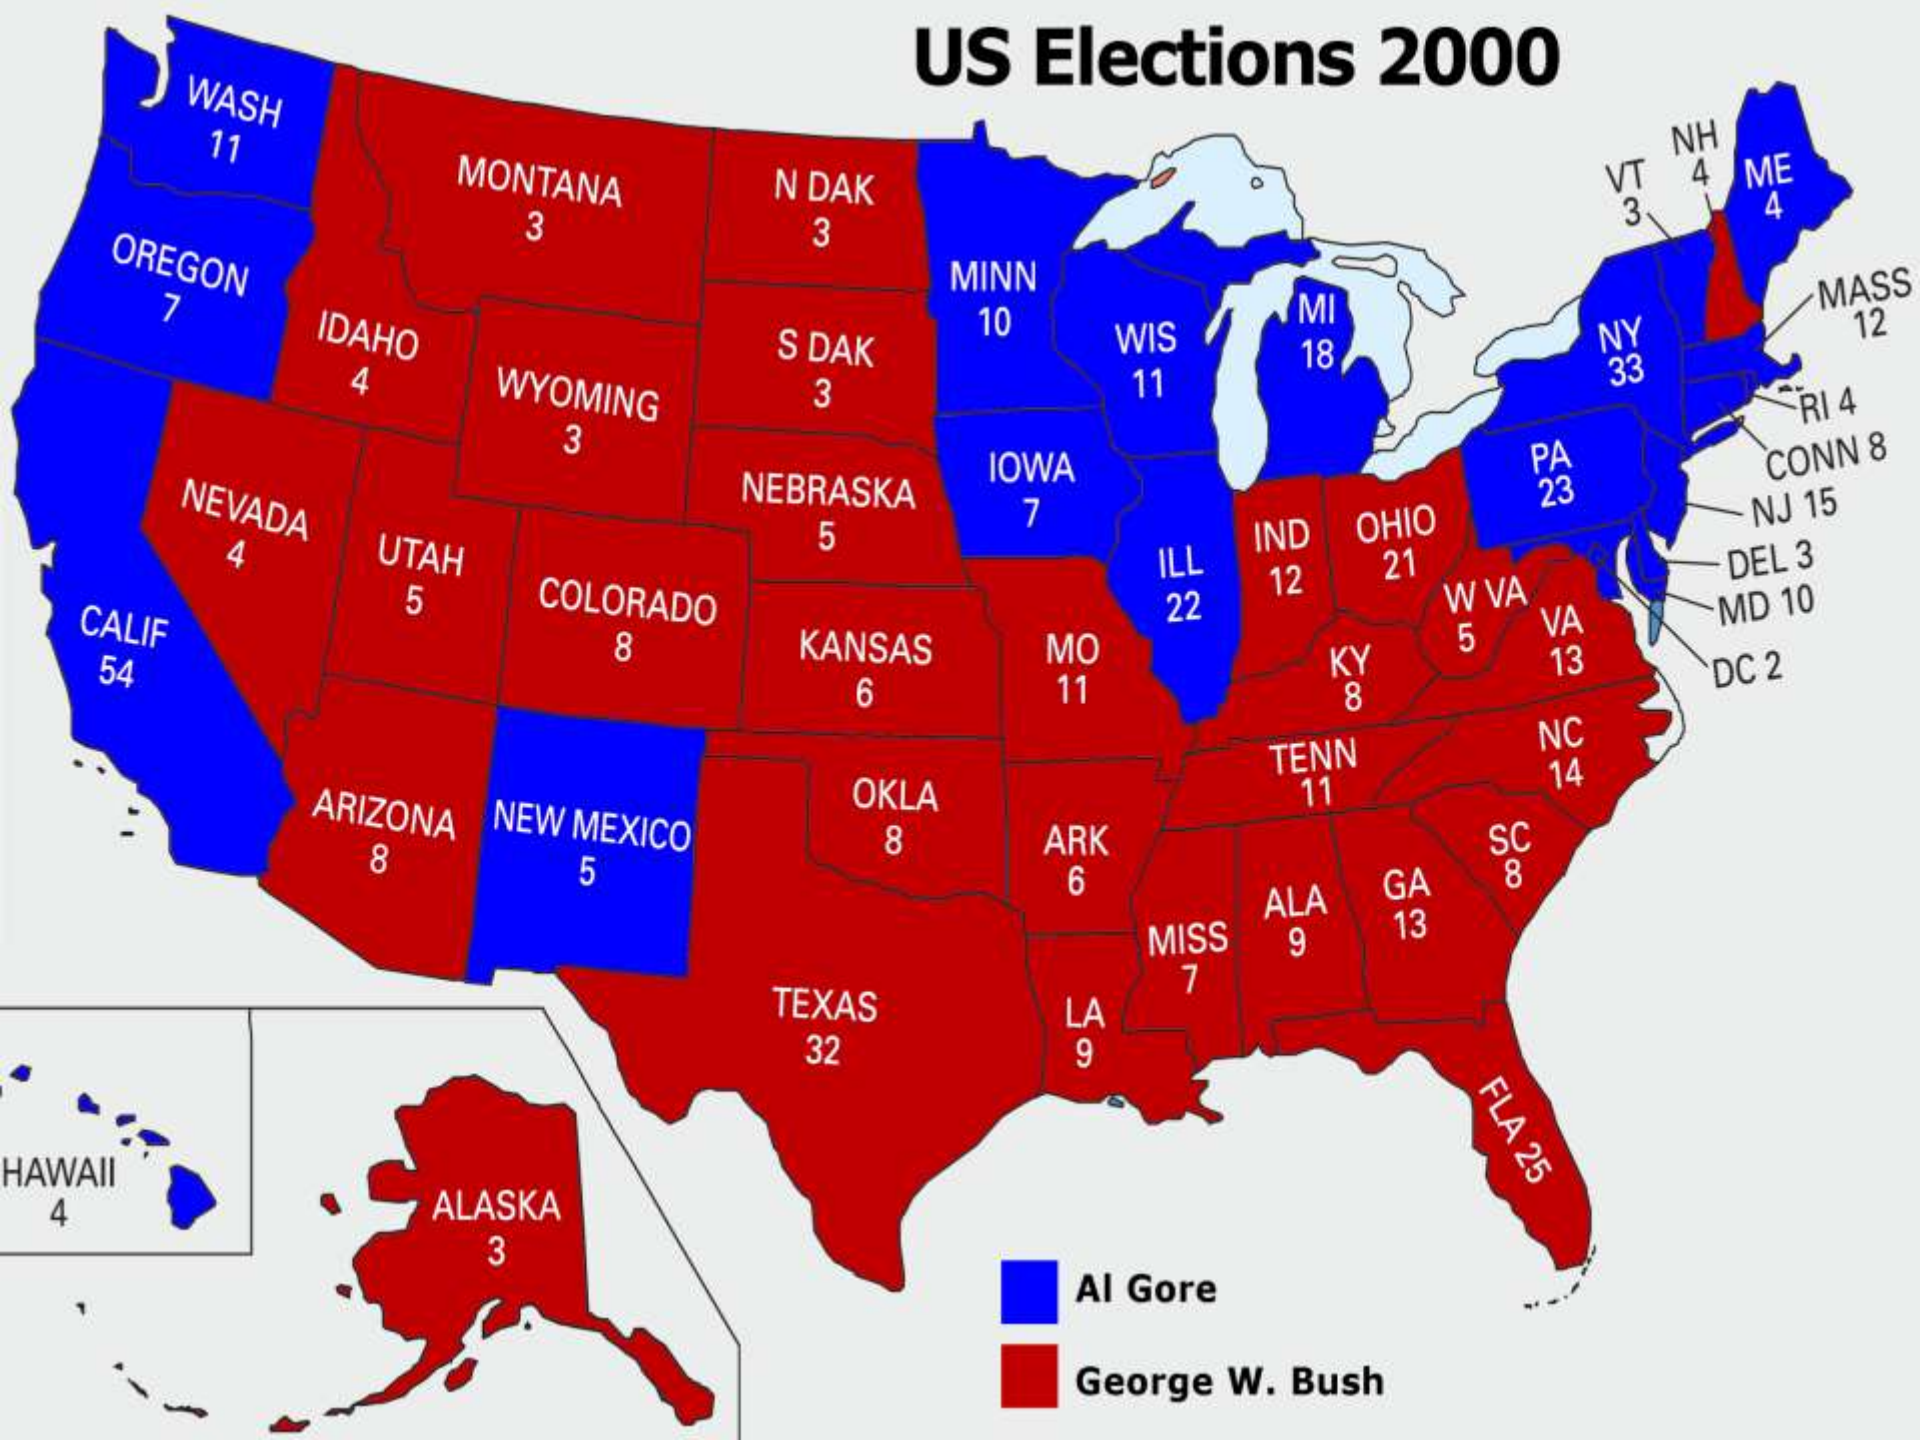 US Elections 2000
WASH
11
OREGON
7
CALIF
54
NEVADA
4
IDAHO
4
MONTANA
3
WYOMING
3
UTAH
5
COLORADO
8
ARIZONA
8
NEW MEXICO
5
N DAK
3
S DAK
3
NEBRASKA
5
KANSAS
6
OKLA
8
TEXAS
32
MINN
10
IOWA
7
MO
11
ARK
6
LA
9
WIS
11
ILL
22
MI
18
IND
12
OHIO
21
KY
8
TENN
11
MISS
7
ALA
9
GA
13
FLA 25
SC
8
NC
14
VA
13
W VA
5
PA
23
NY
33
VT
3
NH
4
ME
4
MASS
12
RI 4
CONN 8
NJ 15
DEL 3
MD 10
DC 2
HAWAII
4
ALASKA
3
Al Gore
George W. Bush